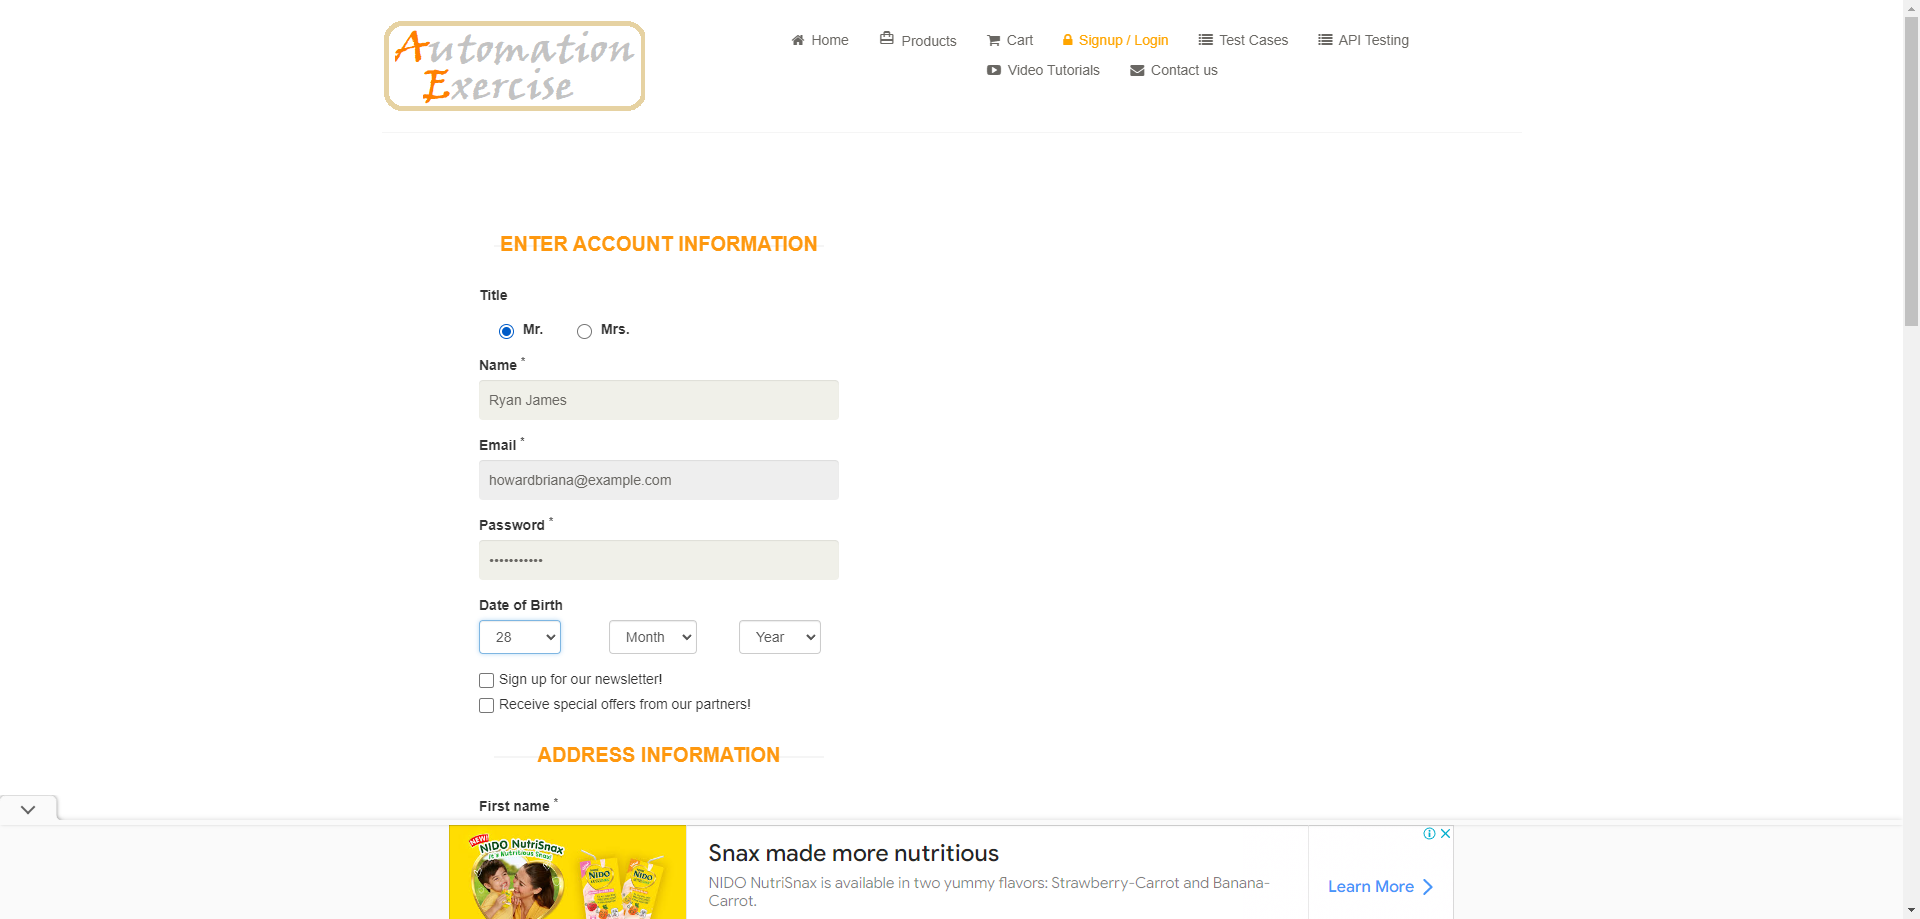 Automation
Exercise
Home
Products
Cart
Signup / Login
Test Cases
API Testing
Video Tutorials
Contact us
ENTER ACCOUNT INFORMATION
Title
Mr.
Mrs.
Name *
Ryan James
Email *
howardbriana@example.com
Password *
•••••••••••
Date of Birth
28
Month
Year
Sign up for our newsletter!
Receive special offers from our partners!
ADDRESS INFORMATION
First name *
NEW!
NIDO NutriSnax
It's a Nutritious Snax!
NIDO
NIDO
Snax made more nutritious
NIDO NutriSnax is available in two yummy flavors: Strawberry-Carrot and Banana-
Carrot.
Learn More